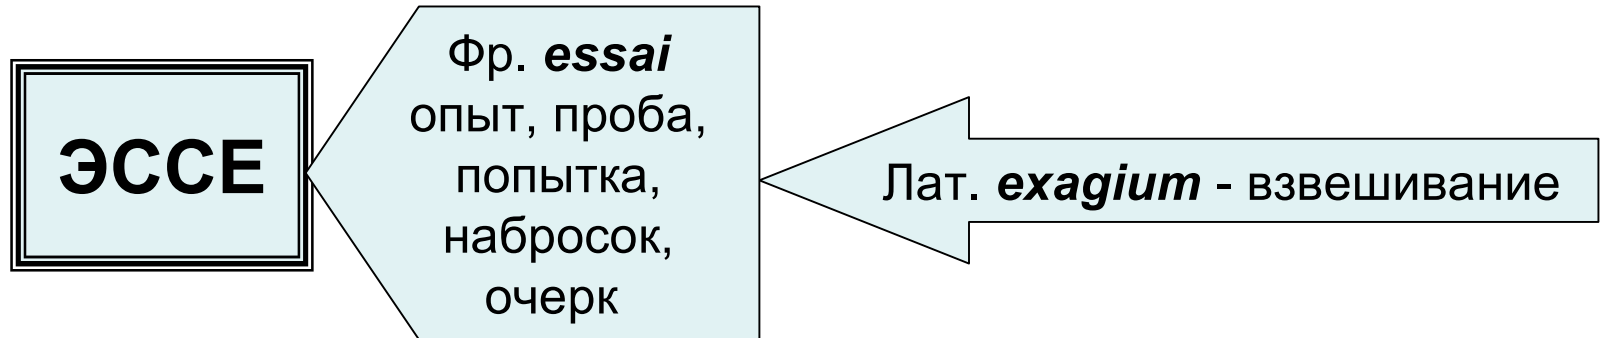 ЭССЕ
Фр. essai
опыт, проба,
попытка,
набросок,
очерк
Лат. exagium - взвешивание